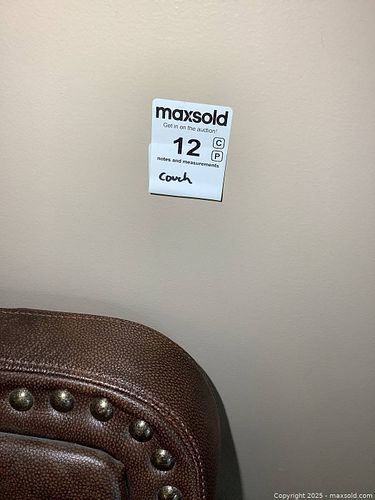 maxsold
Get in on the auction!
12 C
P
notes and measurements
couch
Copyright 2025 - maxsold.com